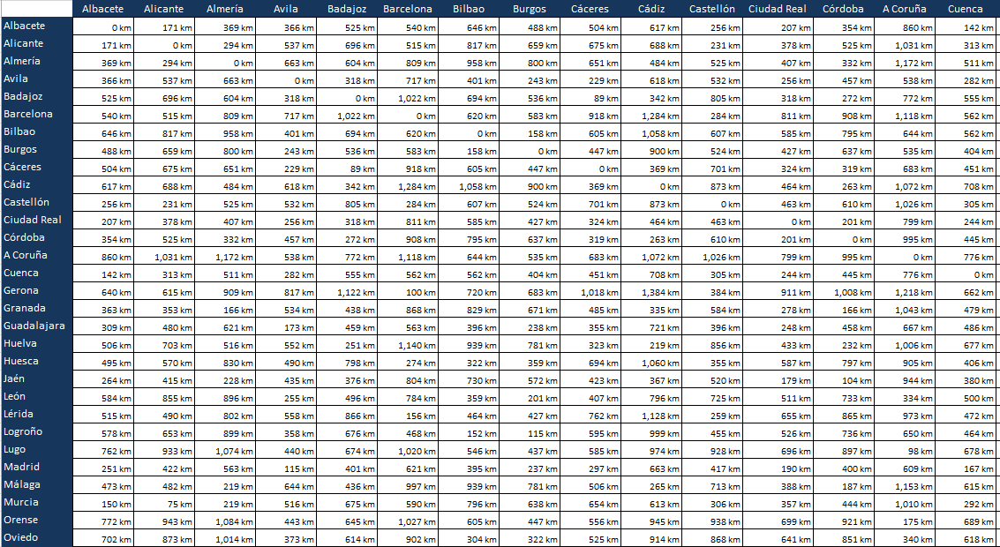 Albacete Alicante Almería Avila Badajoz Barcelona Bilbao Burgos Cáceres Cádiz Castellón Ciudad Real Córdoba A Coruña Cuenca
Albacete 0 km 171 km 369 km 366 km 525 km 540 km 646 km 488 km 504 km 617 km 256 km 207 km 354 km 860 km 142 km
Alicante 171 km 0 km 294 km 537 km 696 km 515 km 817 km 659 km 675 km 688 km 231 km 378 km 525 km 1,031 km 313 km
Almería 369 km 294 km 0 km 663 km 604 km 809 km 958 km 800 km 651 km 484 km 525 km 407 km 332 km 1,172 km 511 km
Avila 366 km 537 km 663 km 0 km 318 km 717 km 401 km 243 km 229 km 618 km 532 km 256 km 457 km 538 km 282 km
Badajoz 525 km 696 km 604 km 318 km 0 km 1,022 km 694 km 536 km 89 km 342 km 805 km 318 km 272 km 772 km 555 km
Barcelona 540 km 515 km 809 km 717 km 1,022 km 0 km 620 km 583 km 918 km 1,284 km 284 km 811 km 908 km 1,118 km 562 km
Bilbao 646 km 817 km 958 km 401 km 694 km 620 km 0 km 158 km 605 km 1,058 km 607 km 585 km 795 km 644 km 562 km
Burgos 488 km 659 km 800 km 243 km 536 km 583 km 158 km 0 km 447 km 900 km 524 km 427 km 637 km 535 km 404 km
Cáceres 504 km 675 km 651 km 229 km 89 km 918 km 605 km 447 km 0 km 369 km 701 km 324 km 319 km 683 km 451 km
Cádiz 617 km 688 km 484 km 618 km 342 km 1,284 km 1,058 km 900 km 369 km 0 km 873 km 464 km 263 km 1,072 km 708 km
Castellón 256 km 231 km 525 km 532 km 805 km 284 km 607 km 524 km 701 km 873 km 0 km 463 km 610 km 1,026 km 305 km
Ciudad Real 207 km 378 km 407 km 256 km 318 km 811 km 585 km 427 km 324 km 464 km 463 km 0 km 201 km 799 km 244 km
Córdoba 354 km 525 km 332 km 457 km 272 km 908 km 795 km 637 km 319 km 263 km 610 km 201 km 0 km 995 km 445 km
A Coruña 860 km 1,031 km 1,172 km 538 km 772 km 1,118 km 644 km 535 km 683 km 1,072 km 1,026 km 799 km 995 km 0 km 776 km
Cuenca 142 km 313 km 511 km 282 km 555 km 562 km 562 km 404 km 451 km 708 km 305 km 244 km 445 km 776 km 0 km
Gerona 640 km 615 km 909 km 817 km 1,122 km 100 km 720 km 683 km 1,018 km 1,384 km 384 km 911 km 1,008 km 1,218 km 662 km
Granada 363 km 353 km 166 km 534 km 438 km 868 km 829 km 671 km 485 km 335 km 584 km 278 km 166 km 1,043 km 479 km
Guadalajara 309 km 480 km 621 km 173 km 459 km 563 km 396 km 238 km 355 km 721 km 396 km 248 km 458 km 667 km 486 km
Huelva 506 km 703 km 516 km 552 km 251 km 1,140 km 939 km 781 km 323 km 219 km 856 km 433 km 232 km 1,006 km 677 km
Huesca 495 km 570 km 830 km 490 km 798 km 274 km 322 km 359 km 694 km 1,060 km 355 km 587 km 797 km 905 km 406 km
Jaén 264 km 415 km 228 km 435 km 376 km 804 km 730 km 572 km 423 km 367 km 520 km 179 km 104 km 944 km 380 km
León 584 km 855 km 896 km 255 km 496 km 784 km 359 km 201 km 407 km 796 km 725 km 511 km 733 km 334 km 500 km
Lérida 515 km 490 km 802 km 558 km 866 km 156 km 464 km 427 km 762 km 1,128 km 259 km 655 km 865 km 973 km 472 km
Logroño 578 km 653 km 899 km 358 km 676 km 468 km 152 km 115 km 595 km 999 km 455 km 526 km 736 km 650 km 464 km
Lugo 762 km 933 km 1,074 km 440 km 674 km 1,020 km 546 km 437 km 585 km 974 km 928 km 696 km 897 km 98 km 678 km
Madrid 251 km 422 km 563 km 115 km 401 km 621 km 395 km 237 km 297 km 663 km 417 km 190 km 400 km 609 km 167 km
Málaga 473 km 482 km 219 km 644 km 436 km 997 km 939 km 781 km 506 km 265 km 713 km 388 km 187 km 1,153 km 615 km
Murcia 150 km 75 km 219 km 516 km 675 km 590 km 796 km 638 km 654 km 613 km 306 km 357 km 444 km 1,010 km 292 km
Orense 772 km 943 km 1,084 km 443 km 645 km 1,027 km 605 km 447 km 556 km 945 km 938 km 699 km 921 km 175 km 689 km
Oviedo 702 km 873 km 1,014 km 373 km 614 km 902 km 304 km 322 km 525 km 914 km 868 km 641 km 851 km 340 km 618 km